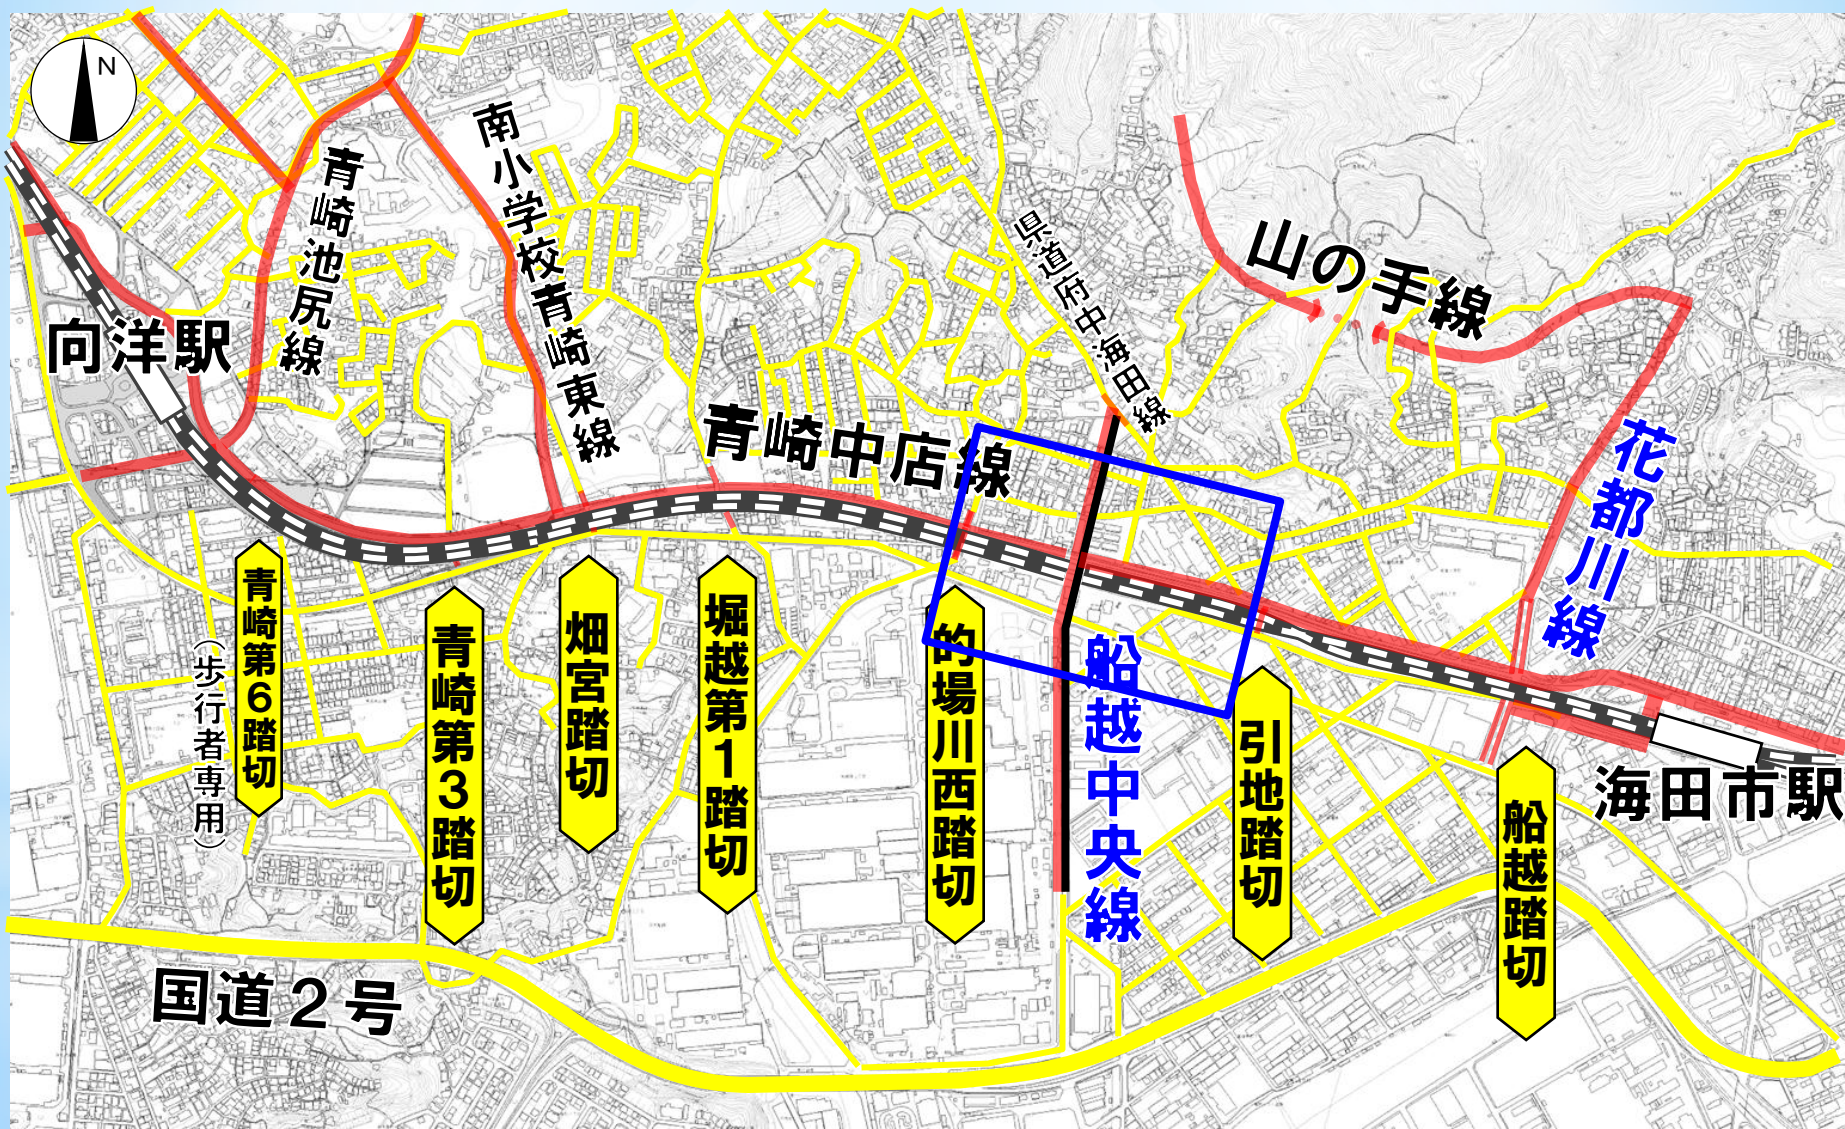 N
向洋駅
青崎池尻線
南小学校青崎東線
県道府中海田線
山の手線
青崎中店線
花都川線
船越中央線
青崎第6踏切
（歩行者専用）
青崎第3踏切
畑宮踏切
堀越第1踏切
的場川西踏切
引地踏切
船越踏切
海田市駅
国道2号